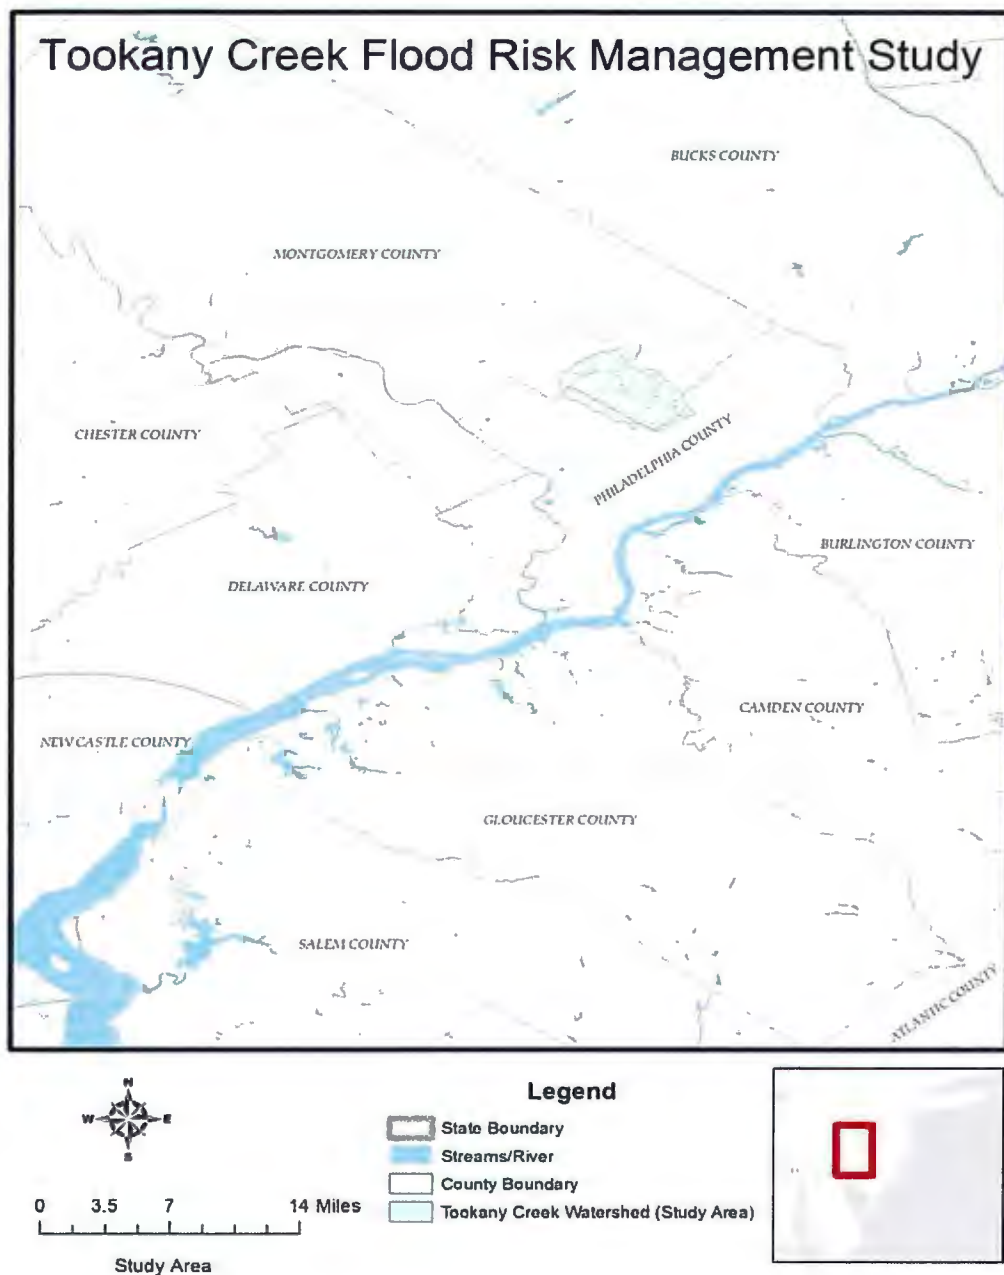 Tookany Creek Flood Risk Management Study
BUCKS COUNTY
MONTGOMERY COUNTY
CHESTER COUNTY
PHILADELPHIA COUNTY
BURLINGTON COUNTY
DELAWARE COUNTY
CAMDEN COUNTY
NEW CASTLE COUNTY
GLOUCESTER COUNTY
SALEM COUNTY
ATLANTIC COUNTY
N
W E
S
0 3.5 7 14 Miles
Study Area
Legend
State Boundary
Streams/River
County Boundary
Tookany Creek Watershed (Study Area)